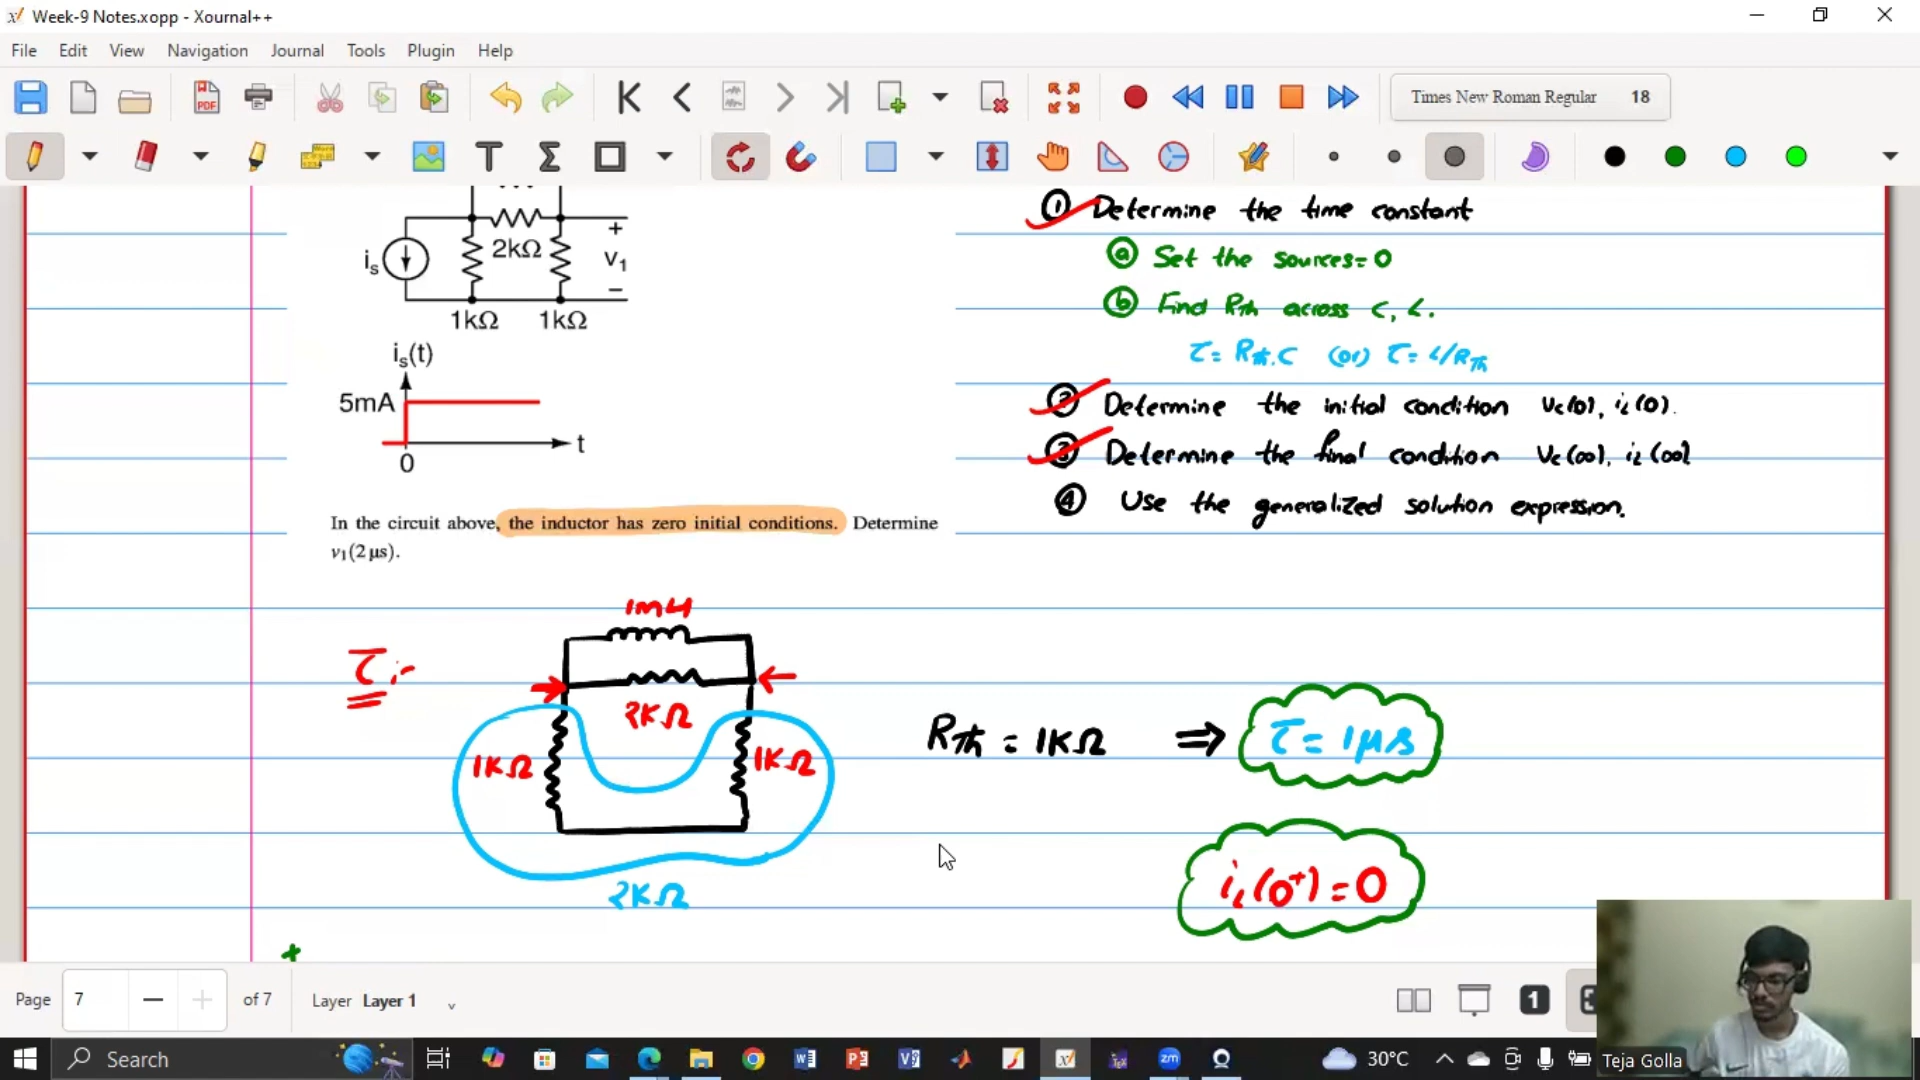 Week-9 Notes.xopp - Xournal++
File Edit View Navigation Journal Tools Plugin Help
PDF
Times New Roman Regular 18
2kΩ
is
+
v1
−
1kΩ 1kΩ
is(t)
5mA
t
0
In the circuit above, the inductor has zero initial conditions. Determine
v1(2 μs).
① Determine the time constant
ⓐ Set the sources = 0
ⓑ Find Rth across C, L.
τ = Rth.C (or) τ = L/Rth
② Determine the initial condition vc(0), iL(0).
③ Determine the final condition vc(∞), iL(∞)
④ Use the generalized solution expression.
τ :-
1mH
2KΩ
1KΩ
1KΩ
2KΩ
Rth = 1KΩ ⇒ τ = 1μs
iL(0+) = 0
+
Page 7 of 7 Layer Layer 1
1
Search
30°C
Teja Golla